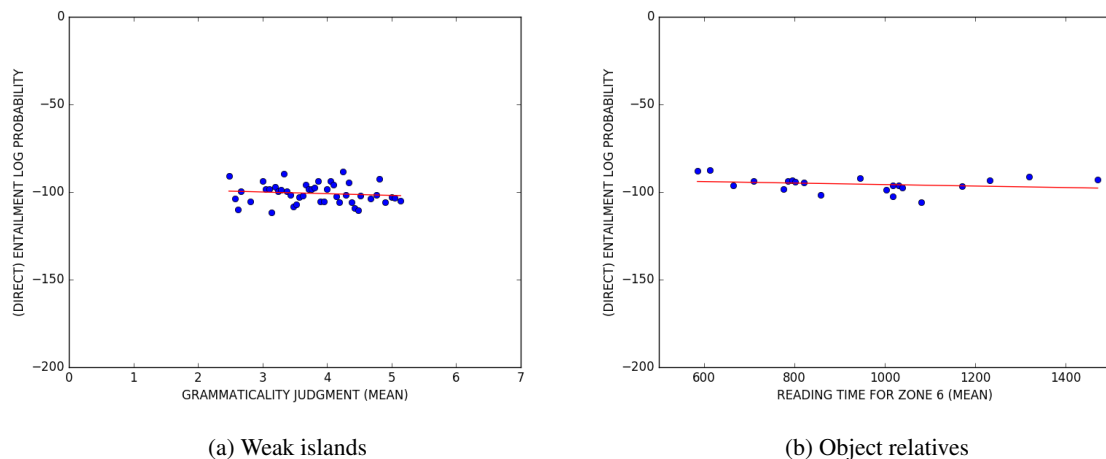 0
−50
−100
−150
−200
(DIRECT) ENTAILMENT LOG PROBABILITY
0 1 2 3 4 5 6 7
GRAMMATICALITY JUDGMENT (MEAN)
(a) Weak islands
0
−50
−100
−150
−200
(DIRECT) ENTAILMENT LOG PROBABILITY
600 800 1000 1200 1400
READING TIME FOR ZONE 6 (MEAN)
(b) Object relatives